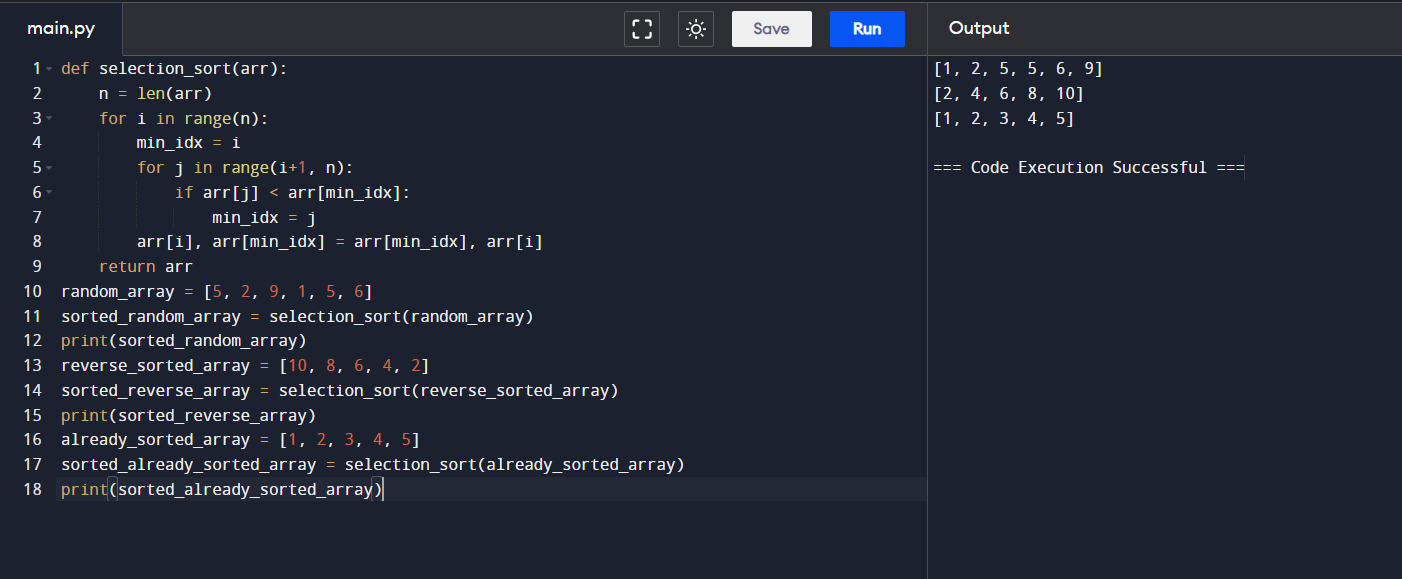 main.py
Save
Run
Output
1 def selection_sort(arr):
2     n = len(arr)
3     for i in range(n):
4         min_idx = i
5         for j in range(i+1, n):
6             if arr[j] < arr[min_idx]:
7                 min_idx = j
8         arr[i], arr[min_idx] = arr[min_idx], arr[i]
9     return arr
10 random_array = [5, 2, 9, 1, 5, 6]
11 sorted_random_array = selection_sort(random_array)
12 print(sorted_random_array)
13 reverse_sorted_array = [10, 8, 6, 4, 2]
14 sorted_reverse_array = selection_sort(reverse_sorted_array)
15 print(sorted_reverse_array)
16 already_sorted_array = [1, 2, 3, 4, 5]
17 sorted_already_sorted_array = selection_sort(already_sorted_array)
18 print(sorted_already_sorted_array)
[1, 2, 5, 5, 6, 9]
[2, 4, 6, 8, 10]
[1, 2, 3, 4, 5]
=== Code Execution Successful ===